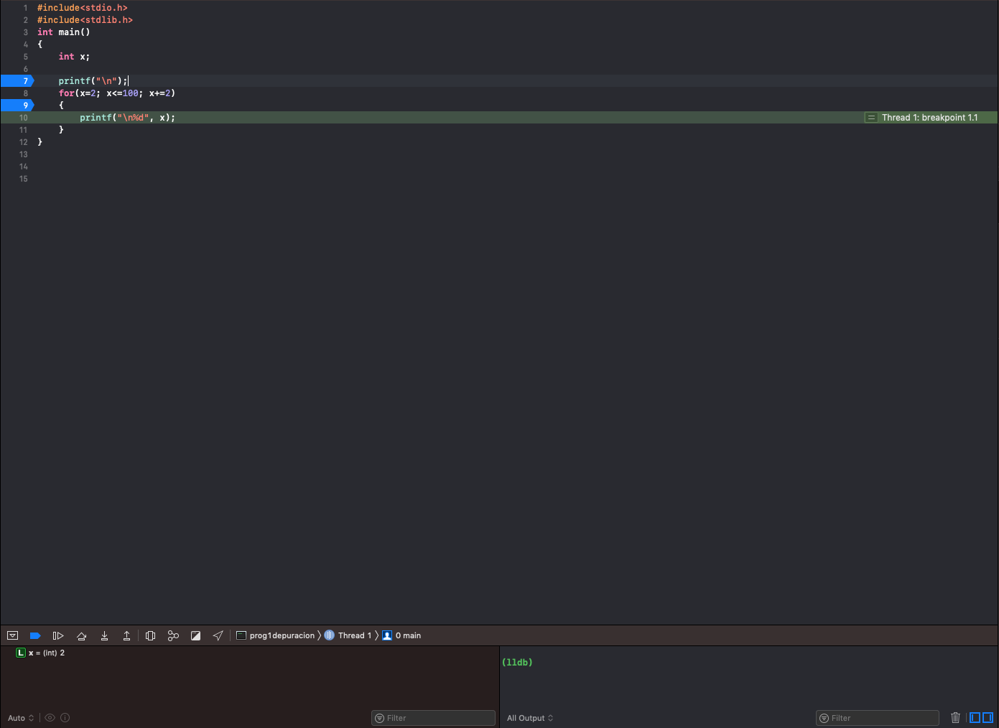 1 #include<stdio.h>
2 #include<stdlib.h>
3 int main()
4 {
5     int x;
6
7     printf("\n");
8     for(x=2; x<=100; x+=2)
9     {
10         printf("\n%d", x); Thread 1: breakpoint 1.1
11     }
12 }
13
14
15
prog1depuracion Thread 1 0 main
L x = (int) 2
(lldb)
Auto Filter All Output Filter